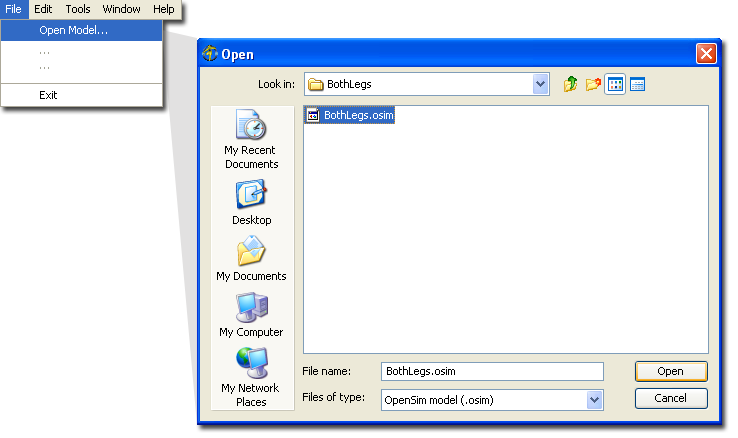 File Edit Tools Window Help
Open Model...
...
...
Exit
Open
Look in: BothLegs
BothLegs.osim
My Recent
Documents
Desktop
My Documents
My Computer
My Network
Places
File name: BothLegs.osim Open
Files of type: OpenSim model (.osim) Cancel